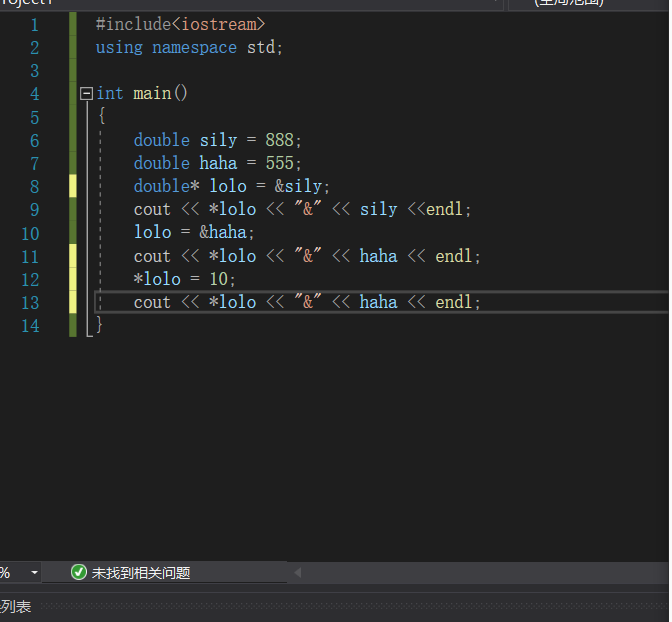 (全局范围)
1 #include<iostream>
2 using namespace std;
3
4 int main()
5 {
6 double sily = 888;
7 double haha = 555;
8 double* lolo = &sily;
9 cout << *lolo << "&" << sily <<endl;
10 lolo = &haha;
11 cout << *lolo << "&" << haha << endl;
12 *lolo = 10;
13 cout << *lolo << "&" << haha << endl;
14 }
% 未找到相关问题
列表